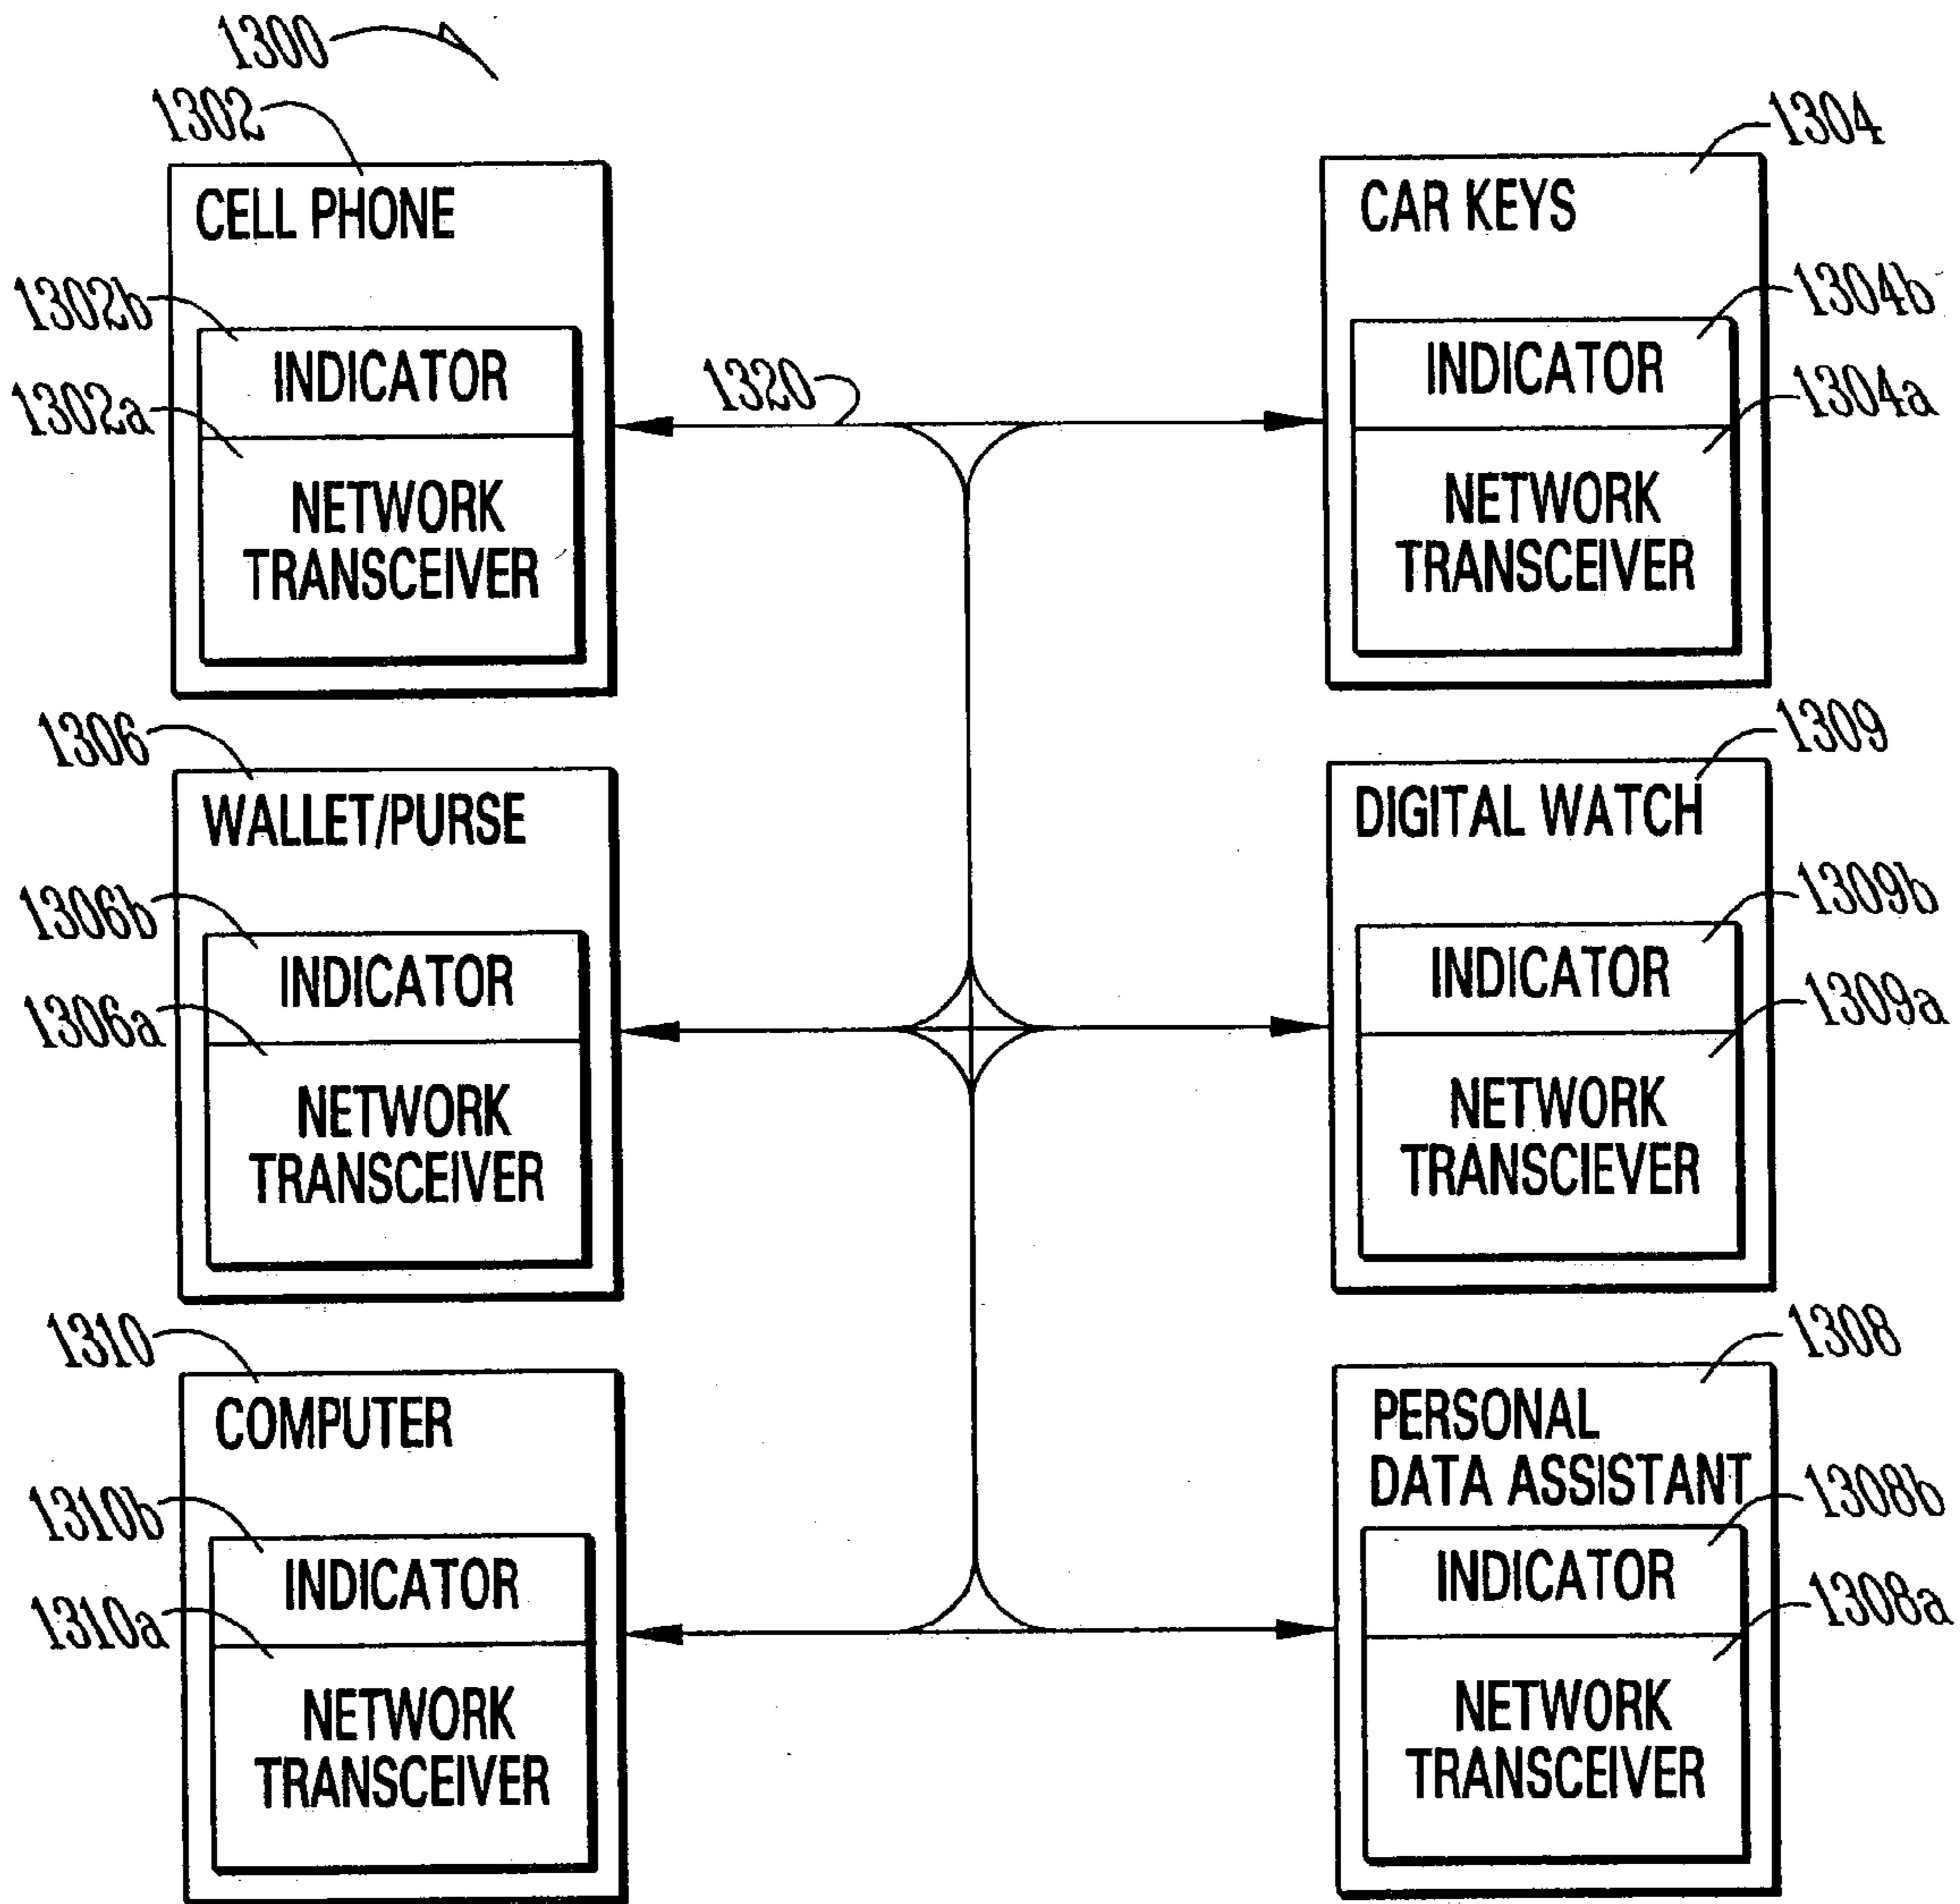 1300
1302
CELL PHONE
1302b
INDICATOR
1302a
NETWORK
TRANSCEIVER
1304
CAR KEYS
1304b
INDICATOR
1304a
NETWORK
TRANSCEIVER
1320
1306
WALLET/PURSE
1306b
INDICATOR
1306a
NETWORK
TRANSCEIVER
1309
DIGITAL WATCH
1309b
INDICATOR
1309a
NETWORK
TRANSCIEVER
1310
COMPUTER
1310b
INDICATOR
1310a
NETWORK
TRANSCEIVER
1308
PERSONAL
DATA ASSISTANT
1308b
INDICATOR
1308a
NETWORK
TRANSCEIVER